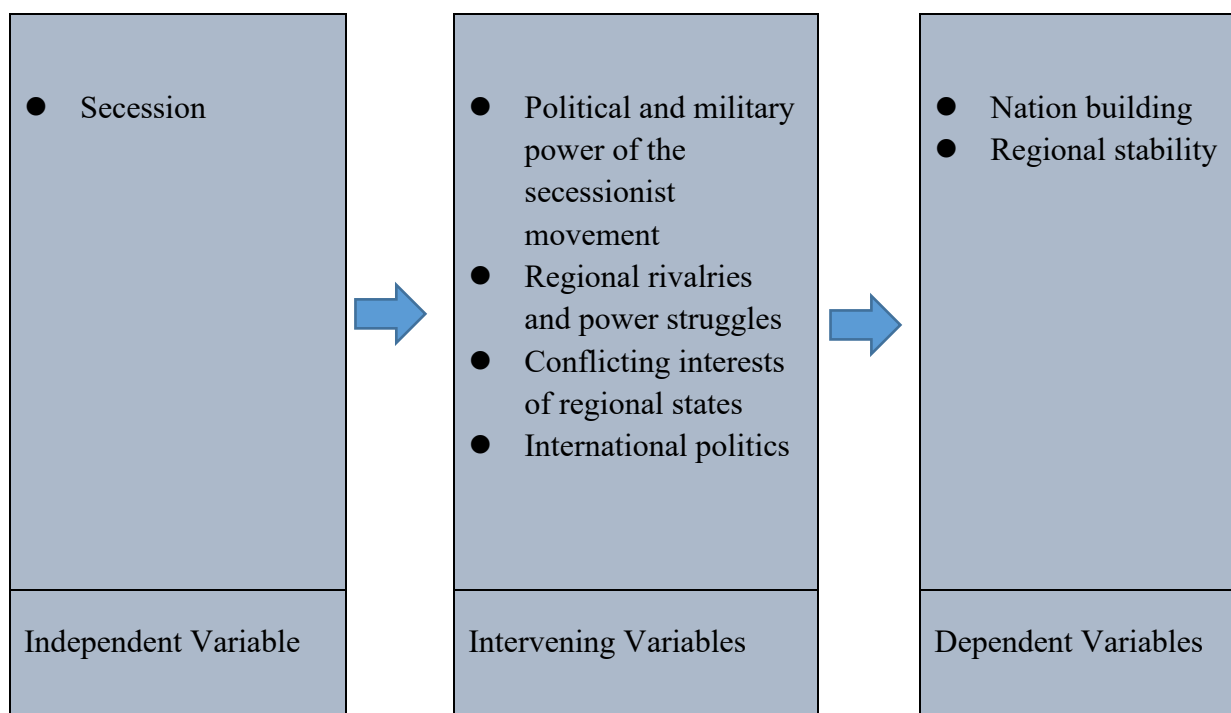 ● Secession
Independent Variable
● Political and military
power of the
secessionist
movement
● Regional rivalries
and power struggles
● Conflicting interests
of regional states
● International politics
Intervening Variables
● Nation building
● Regional stability
Dependent Variables